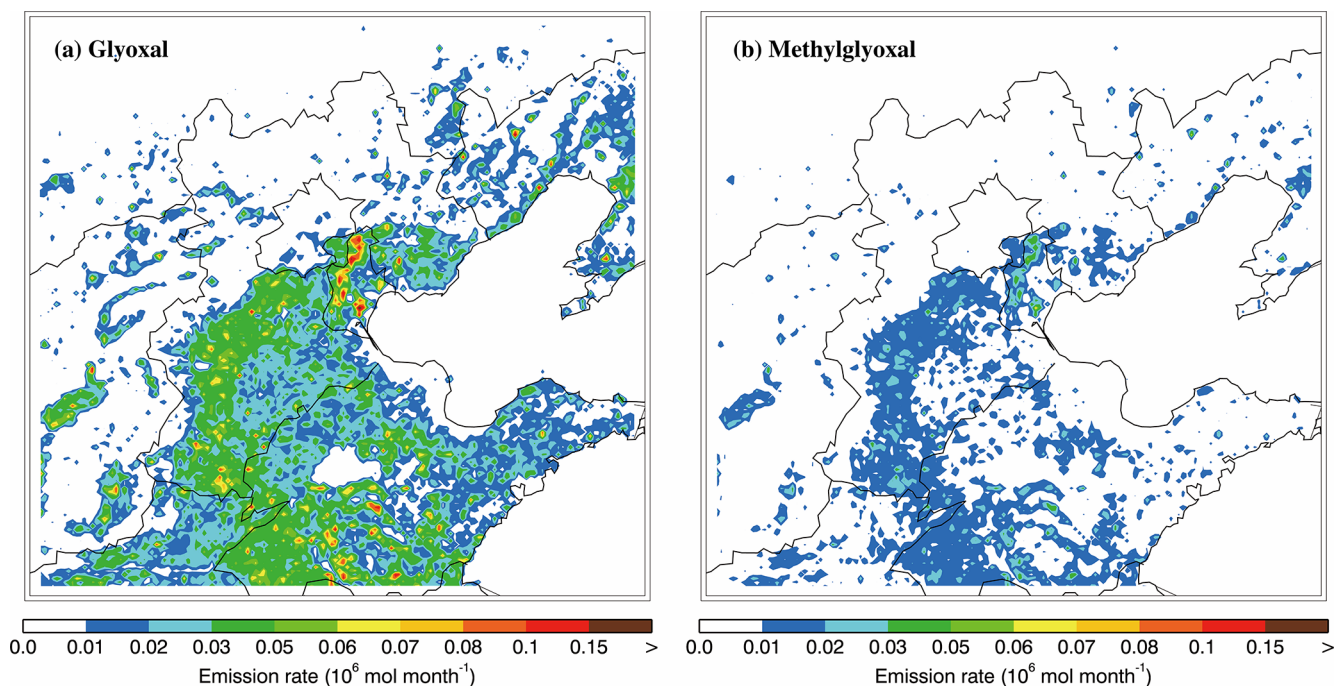 (a) Glyoxal
(b) Methylglyoxal
0.0 0.01 0.02 0.03 0.05 0.06 0.07 0.08 0.1 0.15 >
Emission rate (10⁶ mol month⁻¹)
0.0 0.01 0.02 0.03 0.05 0.06 0.07 0.08 0.1 0.15 >
Emission rate (10⁶ mol month⁻¹)